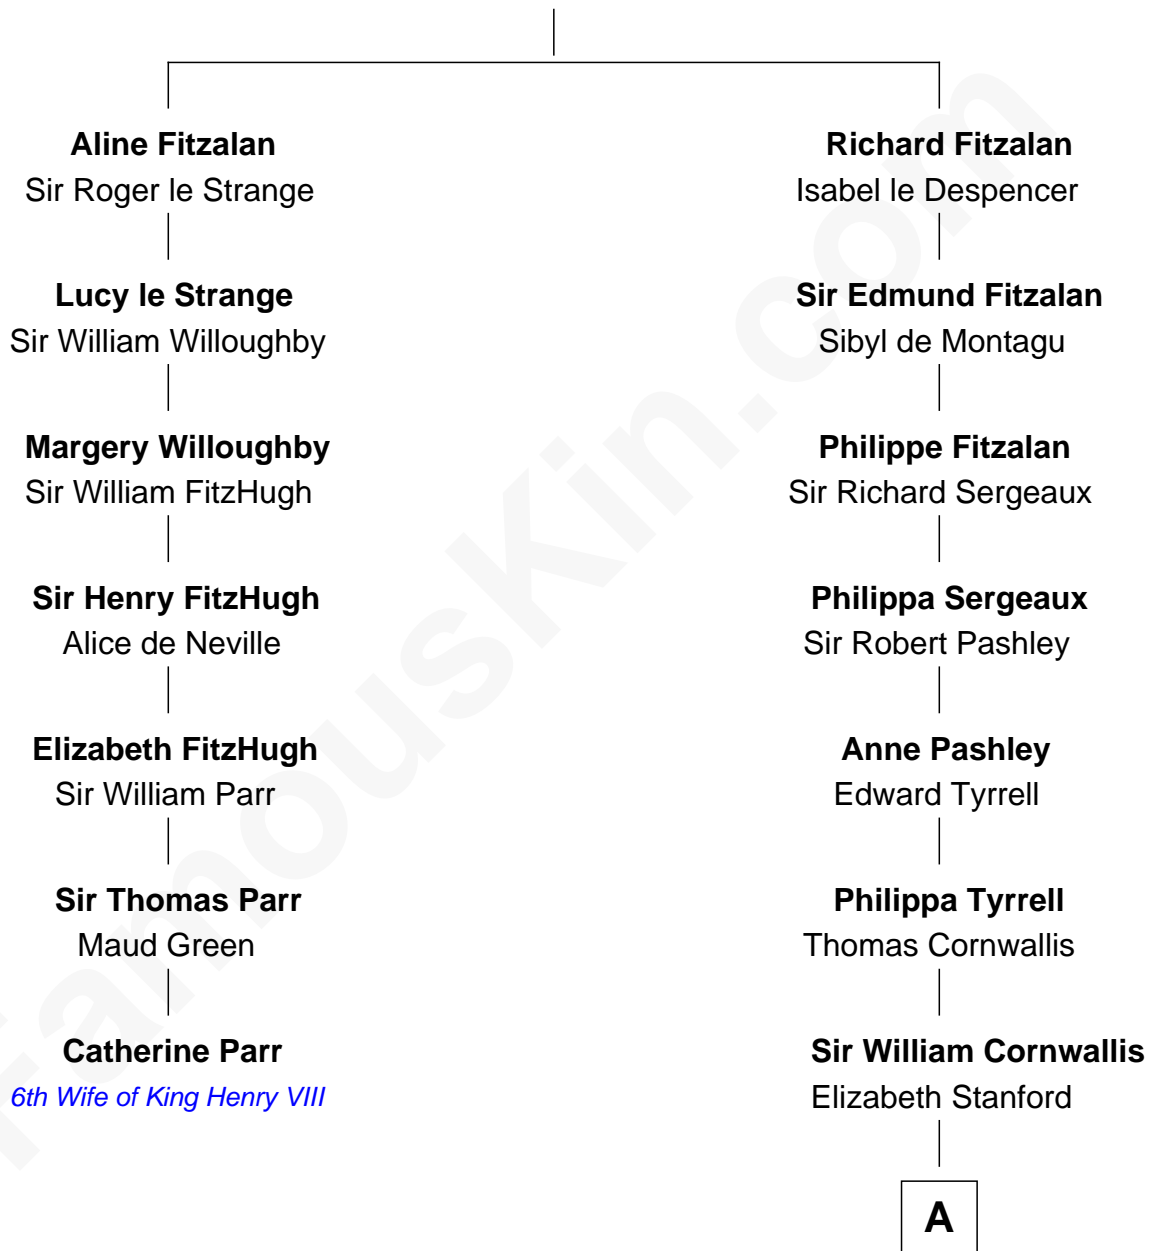 Aline Fitzalan
Sir Roger le Strange
Richard Fitzalan
Isabel le Despencer
Lucy le Strange
Sir William Willoughby
Sir Edmund Fitzalan
Sibyl de Montagu
Margery Willoughby
Sir William FitzHugh
Philippe Fitzalan
Sir Richard Sergeaux
Sir Henry FitzHugh
Alice de Neville
Philippa Sergeaux
Sir Robert Pashley
Elizabeth FitzHugh
Sir William Parr
Anne Pashley
Edward Tyrrell
Sir Thomas Parr
Maud Green
Philippa Tyrrell
Thomas Cornwallis
Catherine Parr
6th Wife of King Henry VIII
Sir William Cornwallis
Elizabeth Stanford
A
FamousKin.com